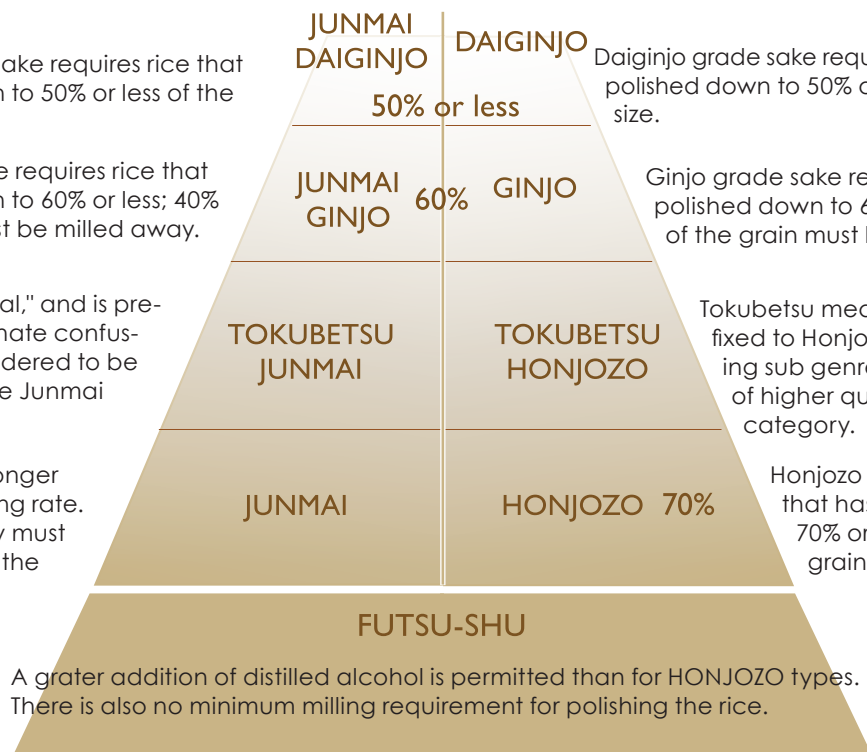 JUNMAI
DAIGINJO
DAIGINJO
50% or less
ake requires rice that
n to 50% or less of the
Daiginjo grade sake requ
polished down to 50% o
size.
JUNMAI
GINJO
60%
GINJO
e requires rice that
n to 60% or less; 40%
st be milled away.
Ginjo grade sake re
polished down to 6
of the grain must b
TOKUBETSU
JUNMAI
TOKUBETSU
HONJOZO
al," and is pre-
nate confus-
dered to be
e Junmai
Tokubetsu mea
fixed to Honjo
ing sub genre
of higher qu
category.
JUNMAI
HONJOZO 70%
onger
ng rate.
y must
the
Honjozo
that has
70% or
grain
FUTSU-SHU
A grater addition of distilled alcohol is permitted than for HONJOZO types.
There is also no minimum milling requirement for polishing the rice.